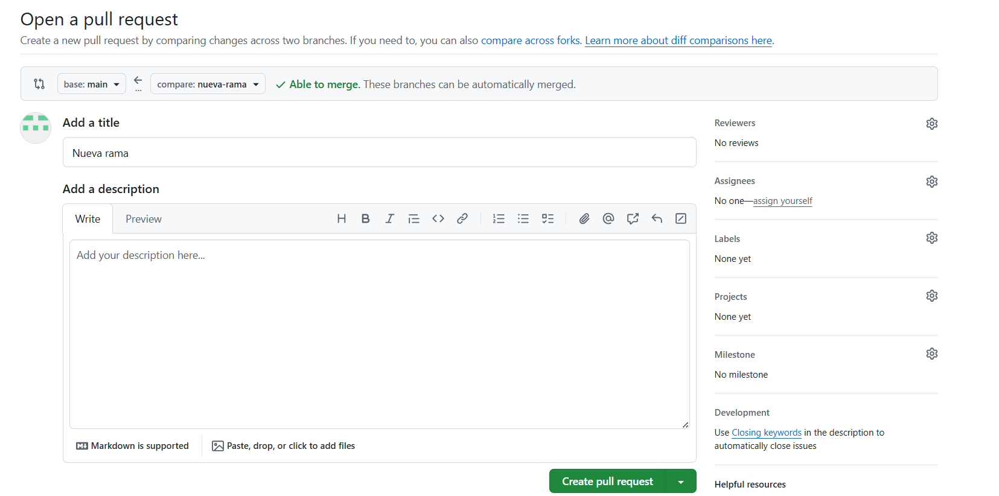 Open a pull request
Create a new pull request by comparing changes across two branches. If you need to, you can also compare across forks. Learn more about diff comparisons here.
base: main
...
compare: nueva-rama
Able to merge. These branches can be automatically merged.
Add a title
Nueva rama
Add a description
Write
Preview
Add your description here...
Markdown is supported
Paste, drop, or click to add files
Create pull request
Reviewers
No reviews
Assignees
No one—assign yourself
Labels
None yet
Projects
None yet
Milestone
No milestone
Development
Use Closing keywords in the description to
automatically close issues
Helpful resources